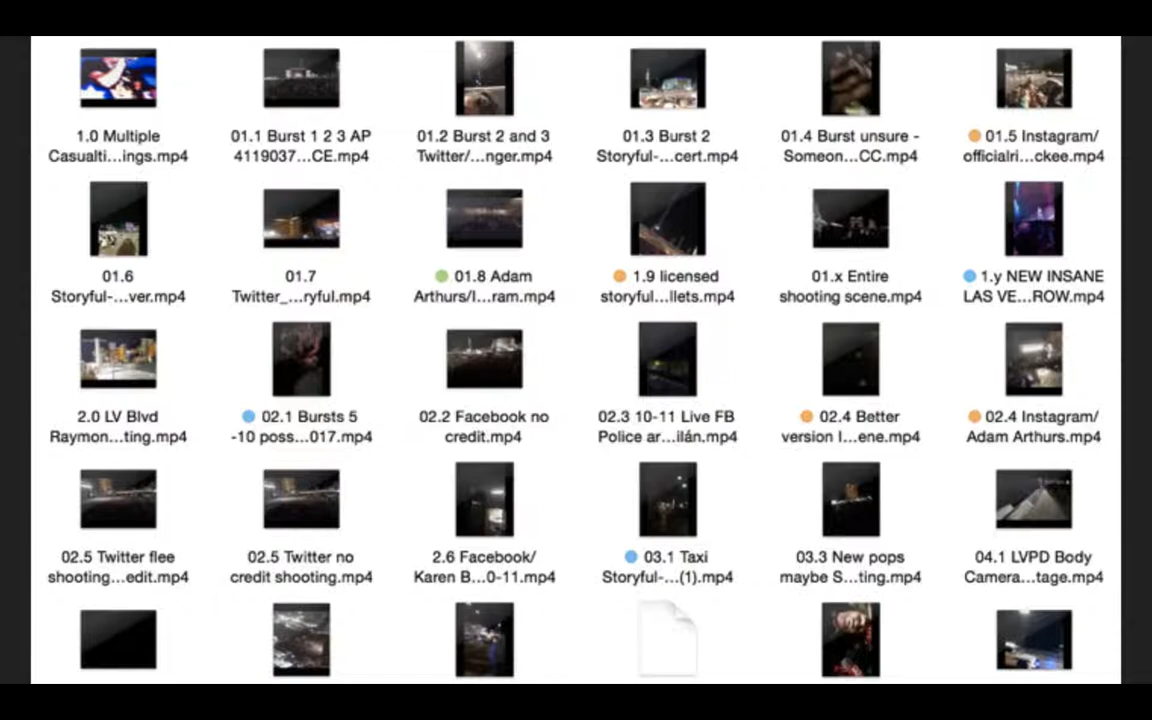 1.0 Multiple
Casualti...ings.mp4
01.1 Burst 1 2 3 AP
4119037...CE.mp4
01.2 Burst 2 and 3
Twitter/...nger.mp4
01.3 Burst 2
Storyful-...cert.mp4
01.4 Burst unsure -
Someon...CC.mp4
01.5 Instagram/
officialri...ckee.mp4
01.6
Storyful-...ver.mp4
01.7
Twitter_...ryful.mp4
01.8 Adam
Arthurs/I...ram.mp4
1.9 licensed
storyful...llets.mp4
01.x Entire
shooting scene.mp4
1.y NEW INSANE
LAS VE...ROW.mp4
2.0 LV Blvd
Raymon...ting.mp4
02.1 Bursts 5
-10 poss...017.mp4
02.2 Facebook no
credit.mp4
02.3 10-11 Live FB
Police ar...ilán.mp4
02.4 Better
version I...ene.mp4
02.4 Instagram/
Adam Arthurs.mp4
02.5 Twitter flee
shooting...edit.mp4
02.5 Twitter no
credit shooting.mp4
2.6 Facebook/
Karen B...0-11.mp4
03.1 Taxi
Storyful-...(1).mp4
03.3 New pops
maybe S...ting.mp4
04.1 LVPD Body
Camera...tage.mp4